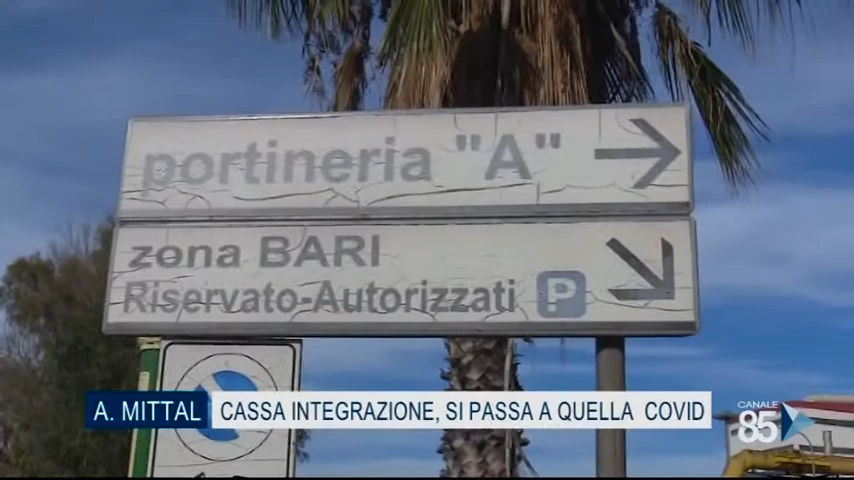 portineria "A"
zona BARI
Riservato-Autorizzati P
A. MITTAL CASSA INTEGRAZIONE, SI PASSA A QUELLA COVID
CANALE
85